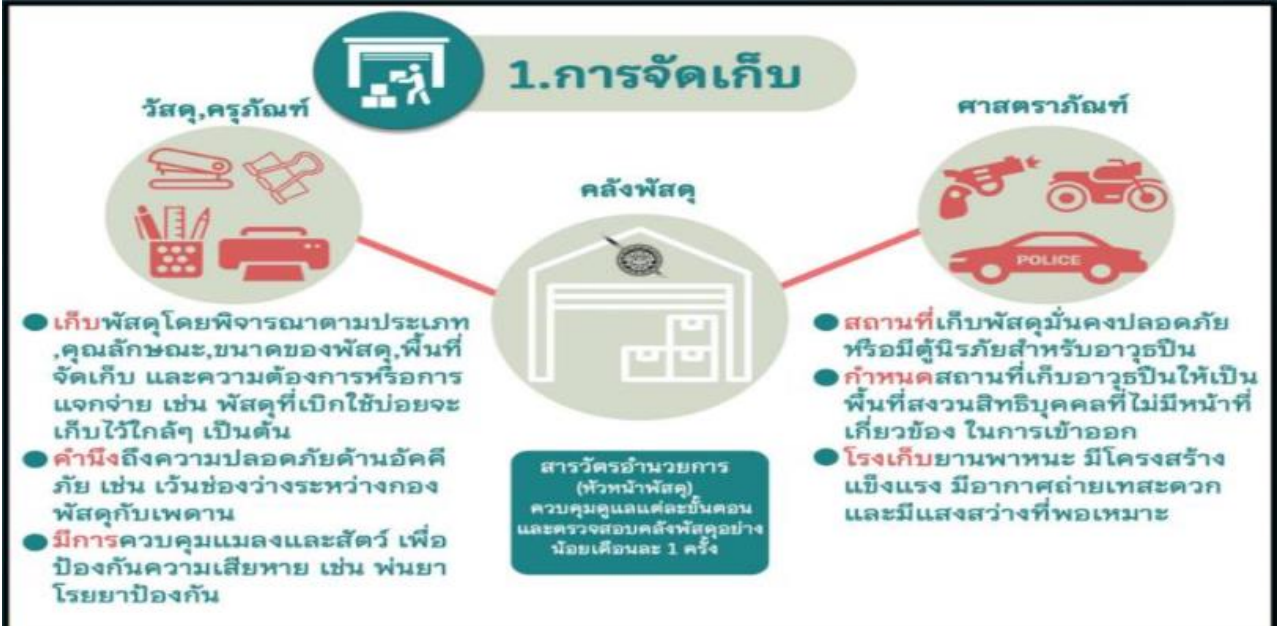 1.การจัดเก็บ
วัสดุ,ครุภัณฑ์
เก็บพัสดุโดยพิจารณาตามประเภท
,คุณลักษณะ,ขนาดของพัสดุ,พื้นที่
จัดเก็บ และความต้องการหรือการ
แจกจ่าย เช่น พัสดุที่เบิกใช้บ่อยจะ
เก็บไว้ใกล้ๆ เป็นต้น
คำนึงถึงความปลอดภัยด้านอัคคี
ภัย เช่น เว้นช่องว่างระหว่างกอง
พัสดุกับเพดาน
มีการควบคุมแมลงและสัตว์ เพื่อ
ป้องกันความเสียหาย เช่น พ่นยา
โรยยาป้องกัน
คลังพัสดุ
สารวัตรอำนวยการ
(หัวหน้าพัสดุ)
ควบคุมดูแลแต่ละขั้นตอน
และตรวจสอบคลังพัสดุอย่าง
น้อยเดือนละ 1 ครั้ง
ศาสตราภัณฑ์
POLICE
สถานที่เก็บพัสดุมั่นคงปลอดภัย
หรือมีตู้นิรภัยสำหรับอาวุธปืน
กำหนดสถานที่เก็บอาวุธปืนให้เป็น
พื้นที่สงวนสิทธิบุคคลที่ไม่มีหน้าที่
เกี่ยวข้อง ในการเข้าออก
โรงเก็บยานพาหนะ มีโครงสร้าง
แข็งแรง มีอากาศถ่ายเทสะดวก
และมีแสงสว่างที่พอเหมาะ